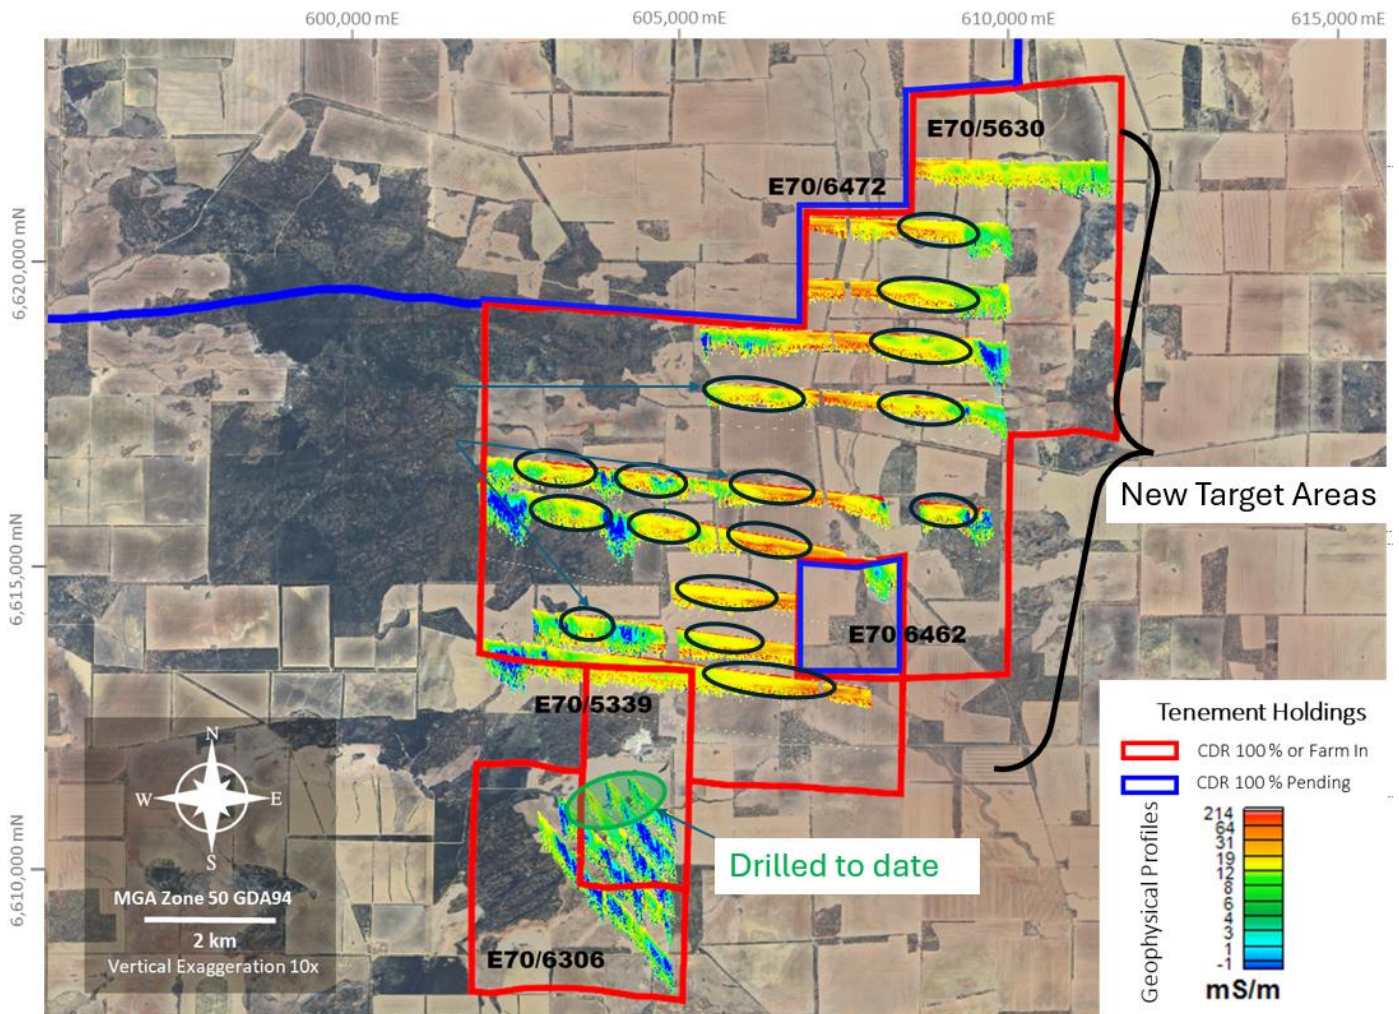 600,000 mE
605,000 mE
610,000 mE
615,000 mE
6,620,000 mN
6,615,000 mN
6,610,000 mN
E70/5630
E70/6472
New Target Areas
E70/6462
E70/5339
Drilled to date
E70/6306
N
W
E
S
MGA Zone 50 GDA94
2 km
Vertical Exaggeration 10x
Tenement Holdings
CDR 100 % or Farm In
CDR 100 % Pending
Geophysical Profiles
214
64
31
19
12
8
6
4
3
1
-1
mS/m